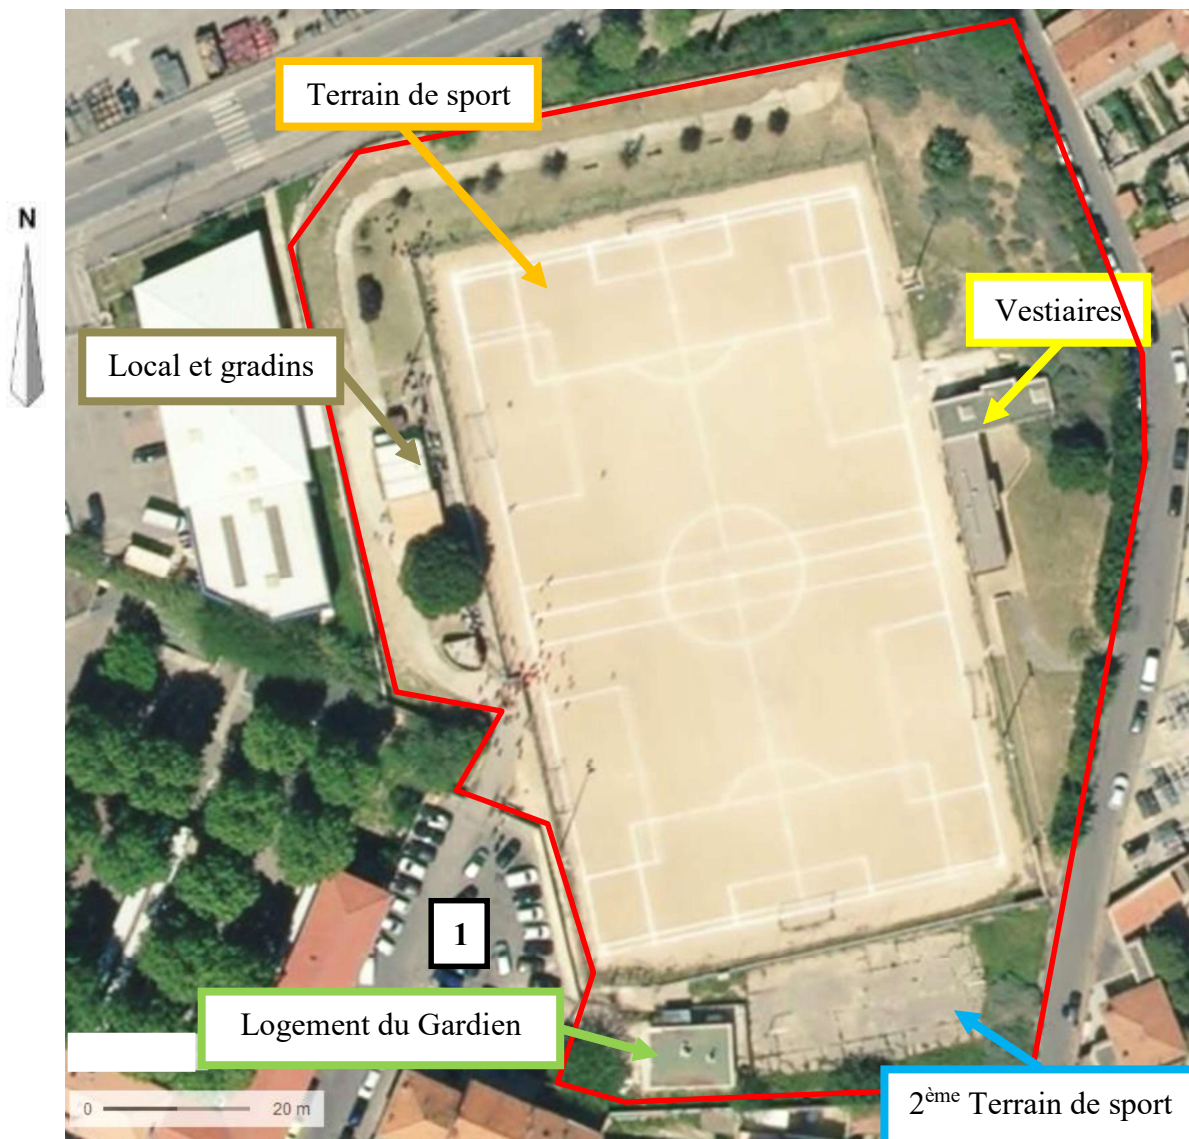 Terrain de sport
N
Vestiaires
Local et gradins
1
Logement du Gardien
2ème Terrain de sport
0 20 m